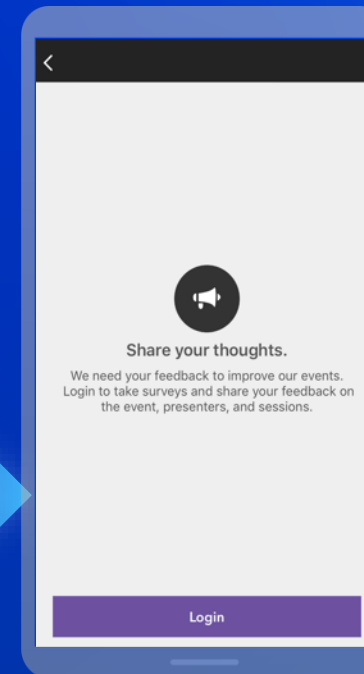 Share your thoughts.
We need your feedback to improve our events.
Login to take surveys and share your feedback on
the event, presenters, and sessions.
Login